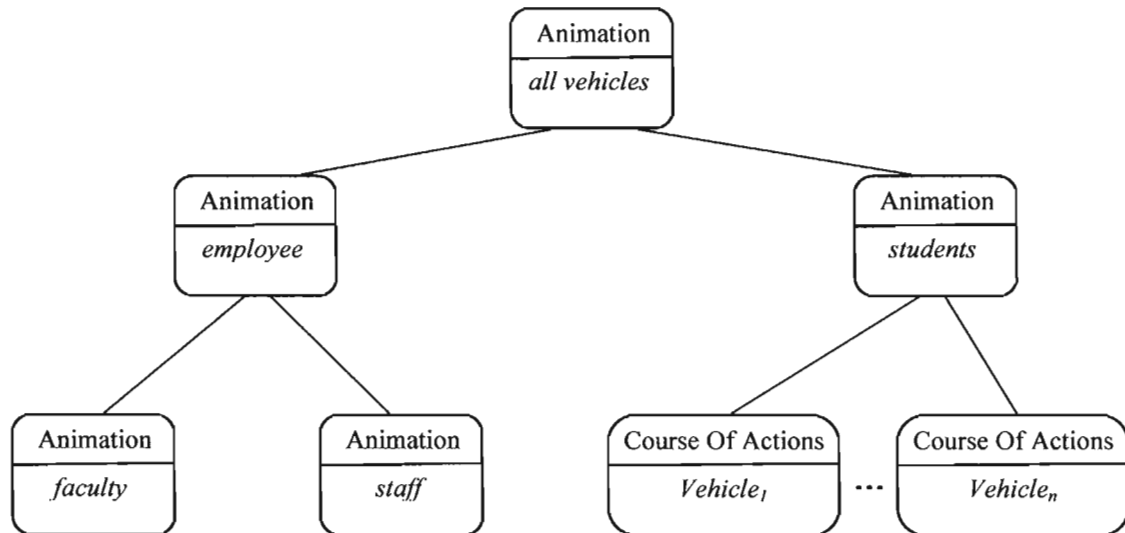 Animation
all vehicles
Animation
employee
Animation
students
Animation
faculty
Animation
staff
Course Of Actions
Vehicle₁
...
Course Of Actions
Vehicleₙ